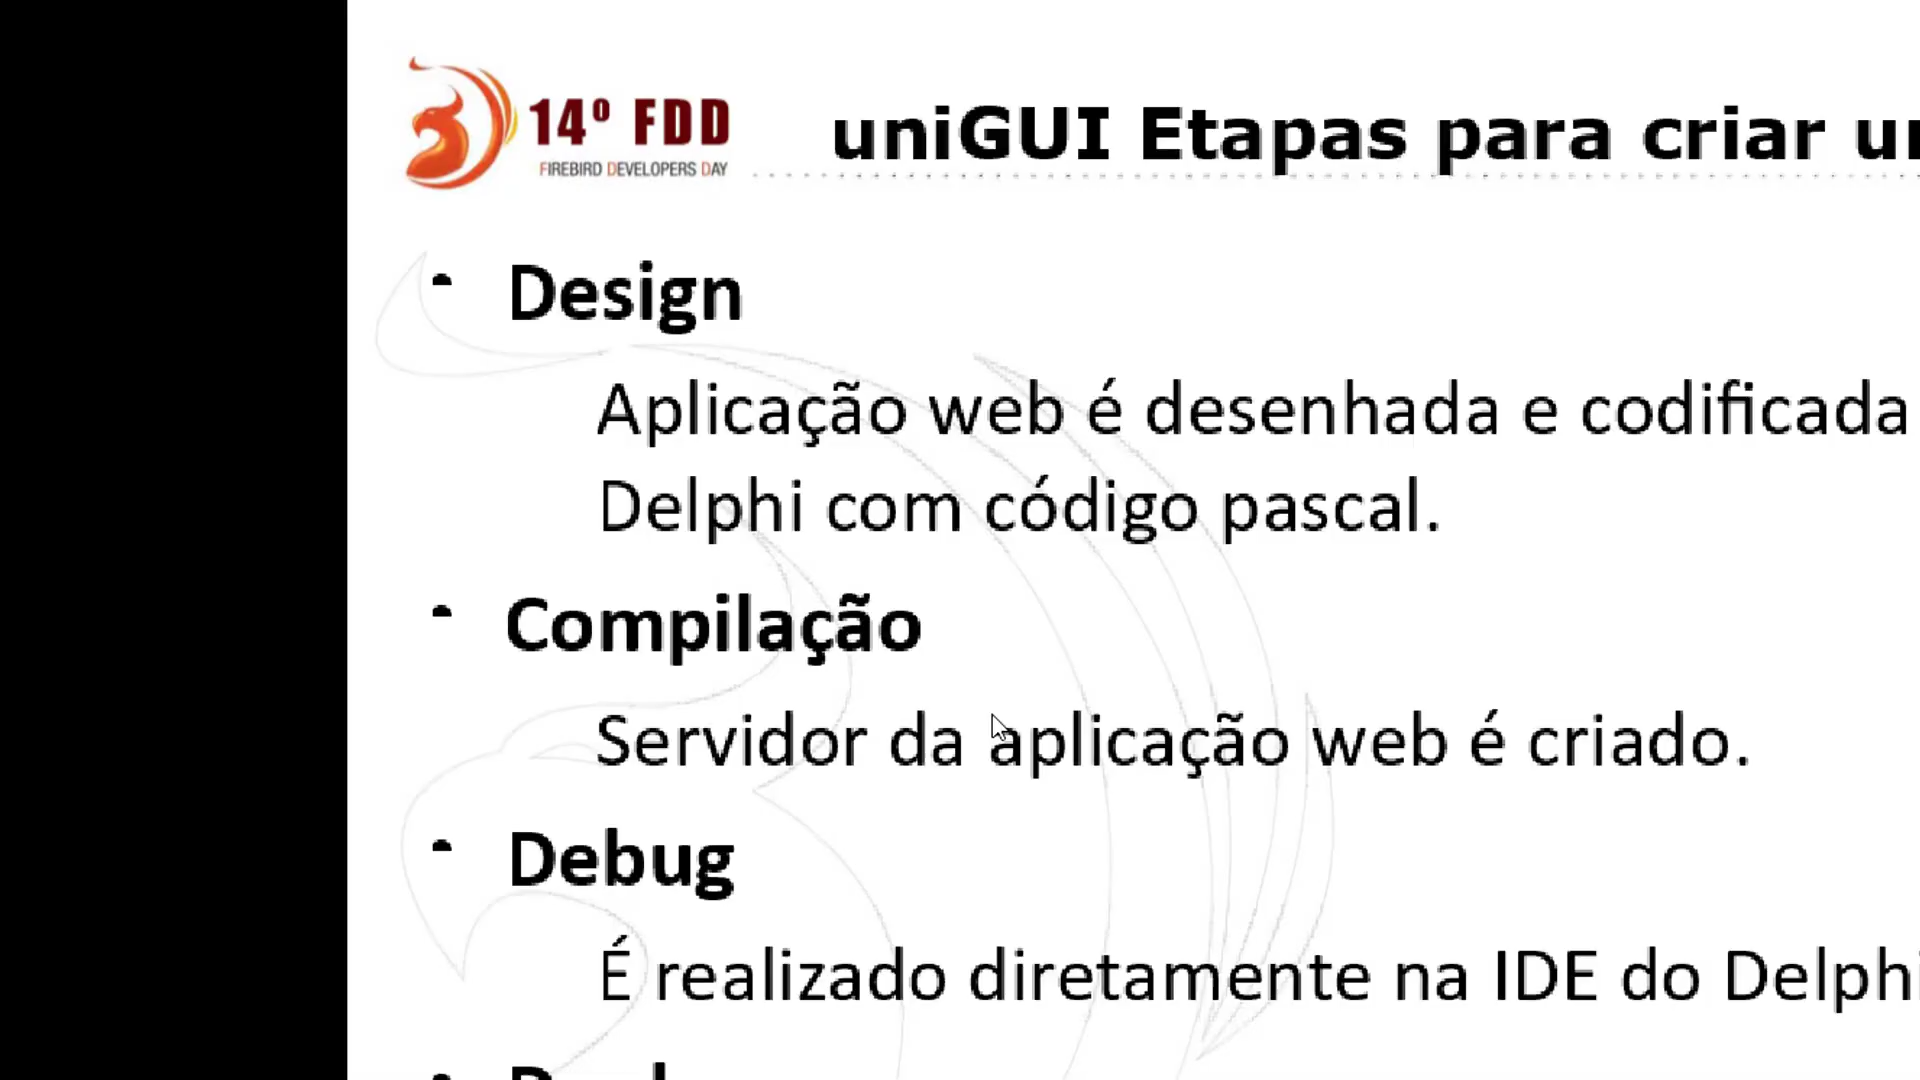 14º FDD
FIREBIRD DEVELOPERS DAY
uniGUI Etapas para criar
Design
Aplicação web é desenhada e codificada
Delphi com código pascal.
Compilação
Servidor da aplicação web é criado.
Debug
É realizado diretamente na IDE do Delphi